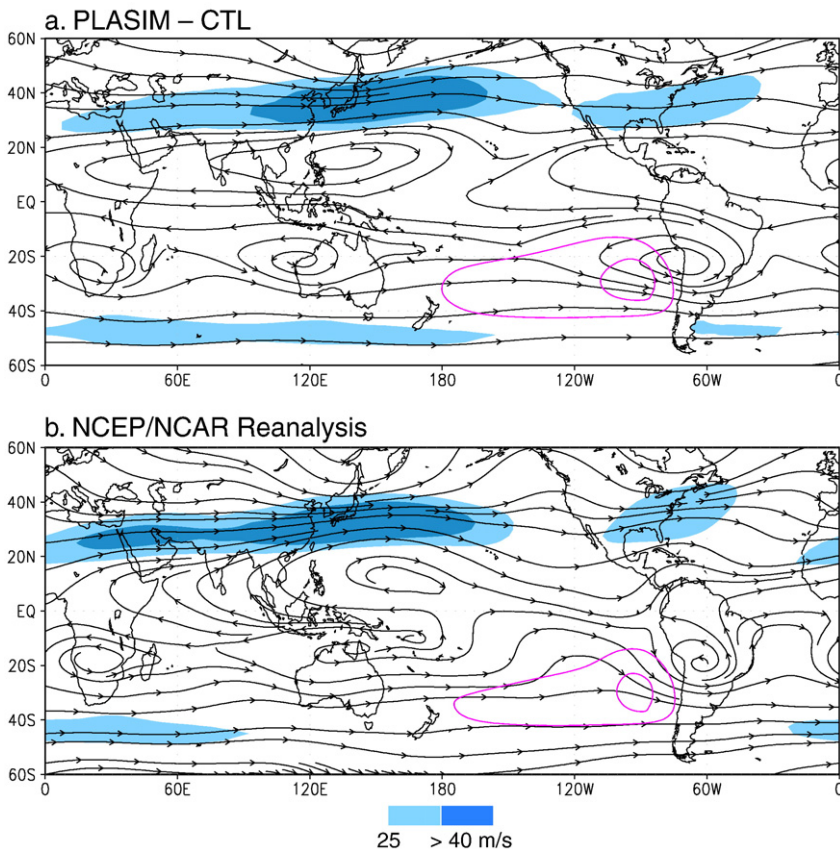 a. PLASIM – CTL
60N
40N
20N
EQ
20S
40S
60S
0 60E 120E 180 120W 60W 0
b. NCEP/NCAR Reanalysis
60N
40N
20N
EQ
20S
40S
60S
0 60E 120E 180 120W 60W 0
25 > 40 m/s